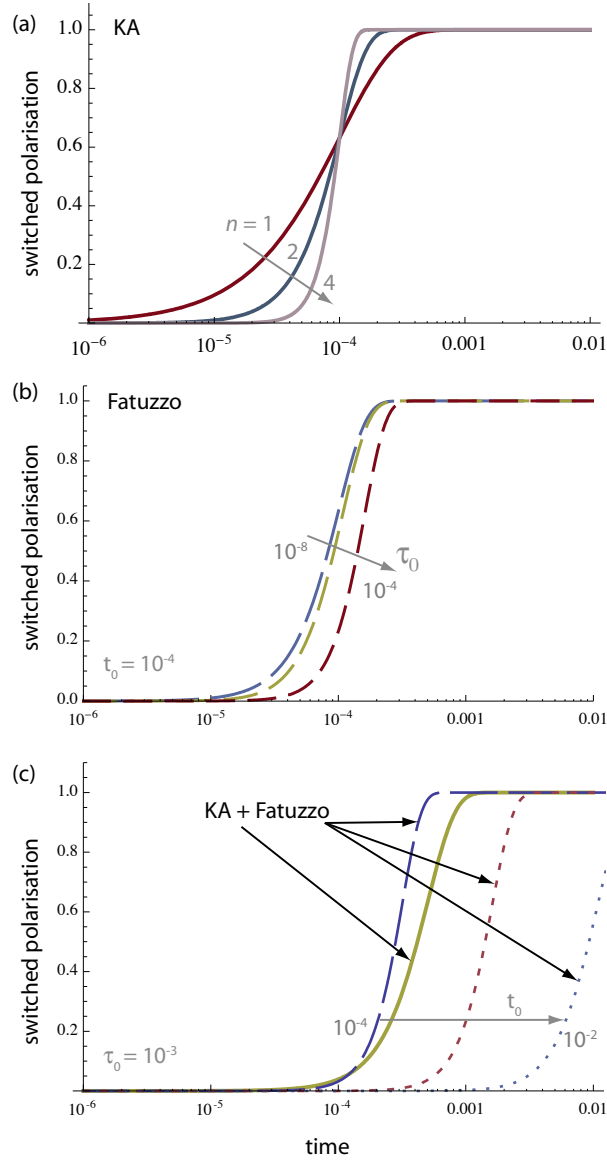 (a) KA
switched polarisation
1.0
0.8
0.6
0.4
0.2
n = 1
2
4
10⁻⁶ 10⁻⁵ 10⁻⁴ 0.001 0.01
(b) Fatuzzo
switched polarisation
1.0
0.8
0.6
0.4
0.2
0.0
10⁻⁸ τ₀
10⁻⁴
t₀ = 10⁻⁴
10⁻⁶ 10⁻⁵ 10⁻⁴ 0.001 0.01
(c)
switched polarisation
1.0
0.8
0.6
0.4
0.2
KA + Fatuzzo
10⁻⁴ t₀ 10⁻²
τ₀ = 10⁻³
10⁻⁶ 10⁻⁵ 10⁻⁴ 0.001 0.01
time